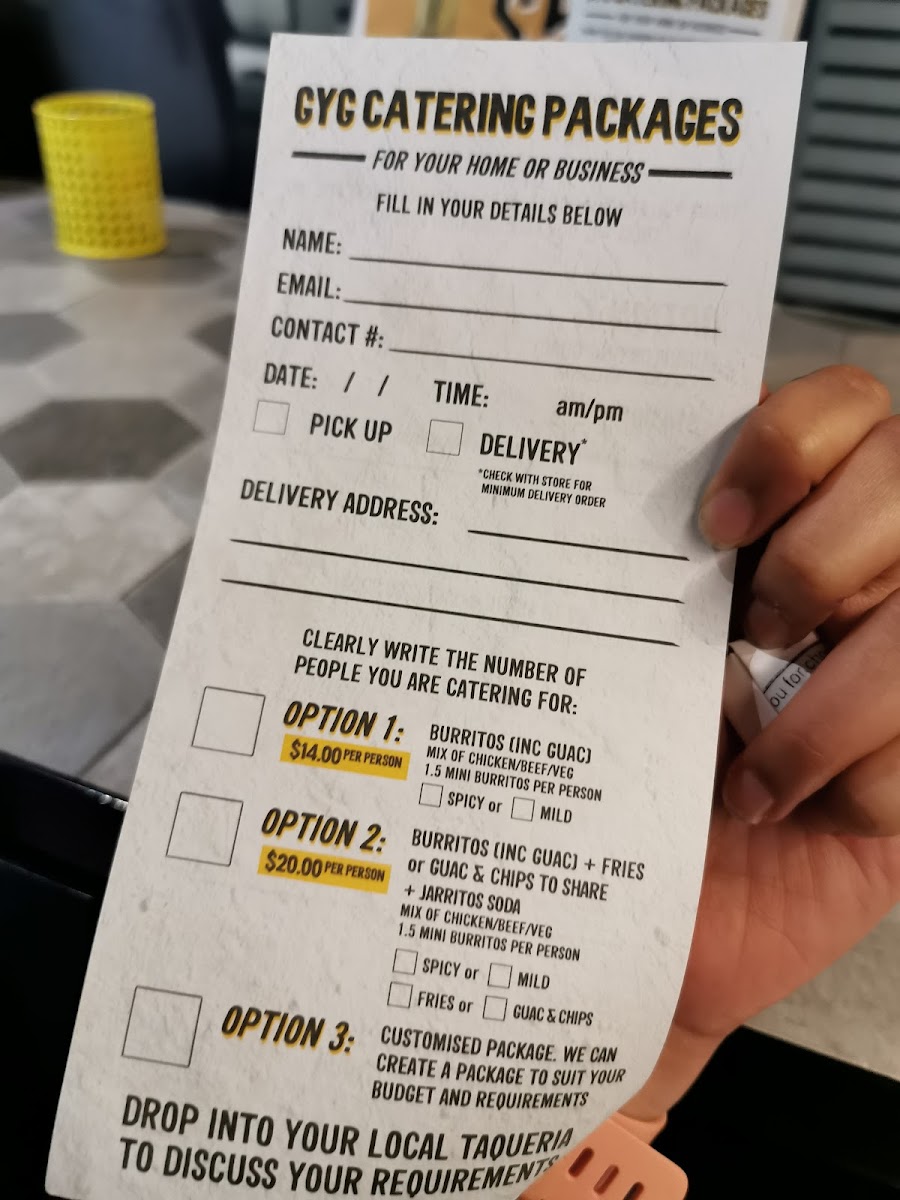 GYG CATERING PACKAGES
FOR YOUR HOME OR BUSINESS
FILL IN YOUR DETAILS BELOW
NAME:
EMAIL:
CONTACT #:
DATE: / / TIME: am/pm
PICK UP DELIVERY*
*CHECK WITH STORE FOR
MINIMUM DELIVERY ORDER
DELIVERY ADDRESS:
CLEARLY WRITE THE NUMBER OF
PEOPLE YOU ARE CATERING FOR:
OPTION 1:
$14.00 PER PERSON
BURRITOS (INC GUAC)
MIX OF CHICKEN/BEEF/VEG
1.5 MINI BURRITOS PER PERSON
SPICY or MILD
OPTION 2:
$20.00 PER PERSON
BURRITOS (INC GUAC) + FRIES
or GUAC & CHIPS TO SHARE
+ JARRITOS SODA
MIX OF CHICKEN/BEEF/VEG
1.5 MINI BURRITOS PER PERSON
SPICY or MILD
FRIES or GUAC & CHIPS
OPTION 3:
CUSTOMISED PACKAGE. WE CAN
CREATE A PACKAGE TO SUIT YOUR
BUDGET AND REQUIREMENTS
DROP INTO YOUR LOCAL TAQUERIA
TO DISCUSS YOUR REQUIREMENTS